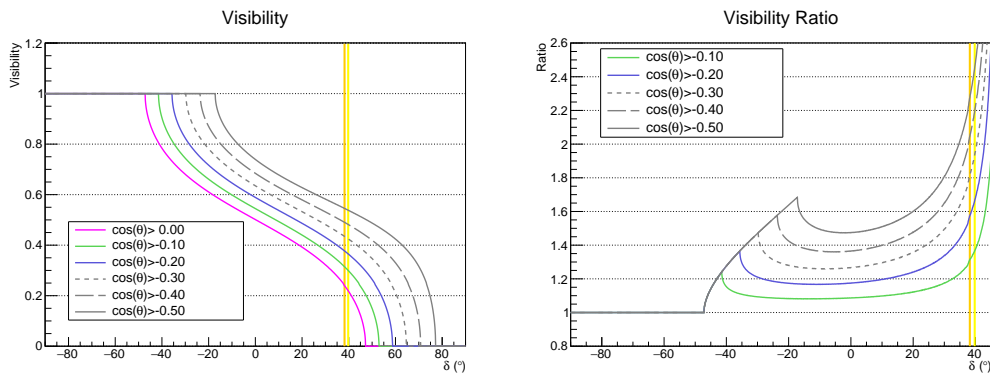 Visibility
Visibility
1.2
1
0.8
0.6
0.4
0.2
0
cos(θ)> 0.00
cos(θ)>-0.10
cos(θ)>-0.20
cos(θ)>-0.30
cos(θ)>-0.40
cos(θ)>-0.50
−80 −60 −40 −20 0 20 40 60 80
δ (°)
Visibility Ratio
Ratio
2.6
2.4
2.2
2
1.8
1.6
1.4
1.2
1
0.8
cos(θ)>-0.10
cos(θ)>-0.20
cos(θ)>-0.30
cos(θ)>-0.40
cos(θ)>-0.50
−80 −60 −40 −20 0 20 40
δ (°)